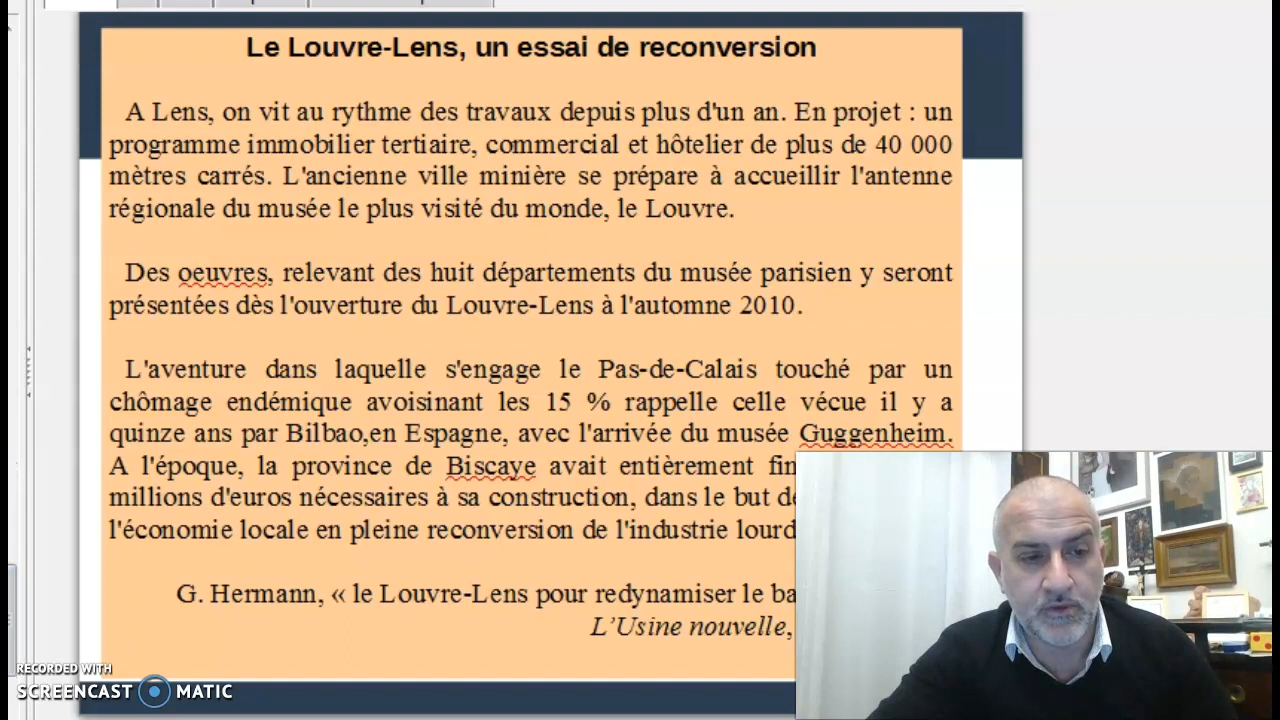 Le Louvre-Lens, un essai de reconversion
A Lens, on vit au rythme des travaux depuis plus d'un an. En projet : un
programme immobilier tertiaire, commercial et hôtelier de plus de 40 000
mètres carrés. L'ancienne ville minière se prépare à accueillir l'antenne
régionale du musée le plus visité du monde, le Louvre.
Des oeuvres, relevant des huit départements du musée parisien y seront
présentées dès l'ouverture du Louvre-Lens à l'automne 2010.
L'aventure dans laquelle s'engage le Pas-de-Calais touché par un
chômage endémique avoisinant les 15 % rappelle celle vécue il y a
quinze ans par Bilbao,en Espagne, avec l'arrivée du musée Guggenheim.
A l'époque, la province de Biscaye avait entièrement
millions d'euros nécessaires à sa construction, dans le but
l'économie locale en pleine reconversion de l'industrie
G. Hermann, « le Louvre-Lens pour redynamiser le
L'Usine nouvelle,
RECORDED WITH
SCREENCAST MATIC